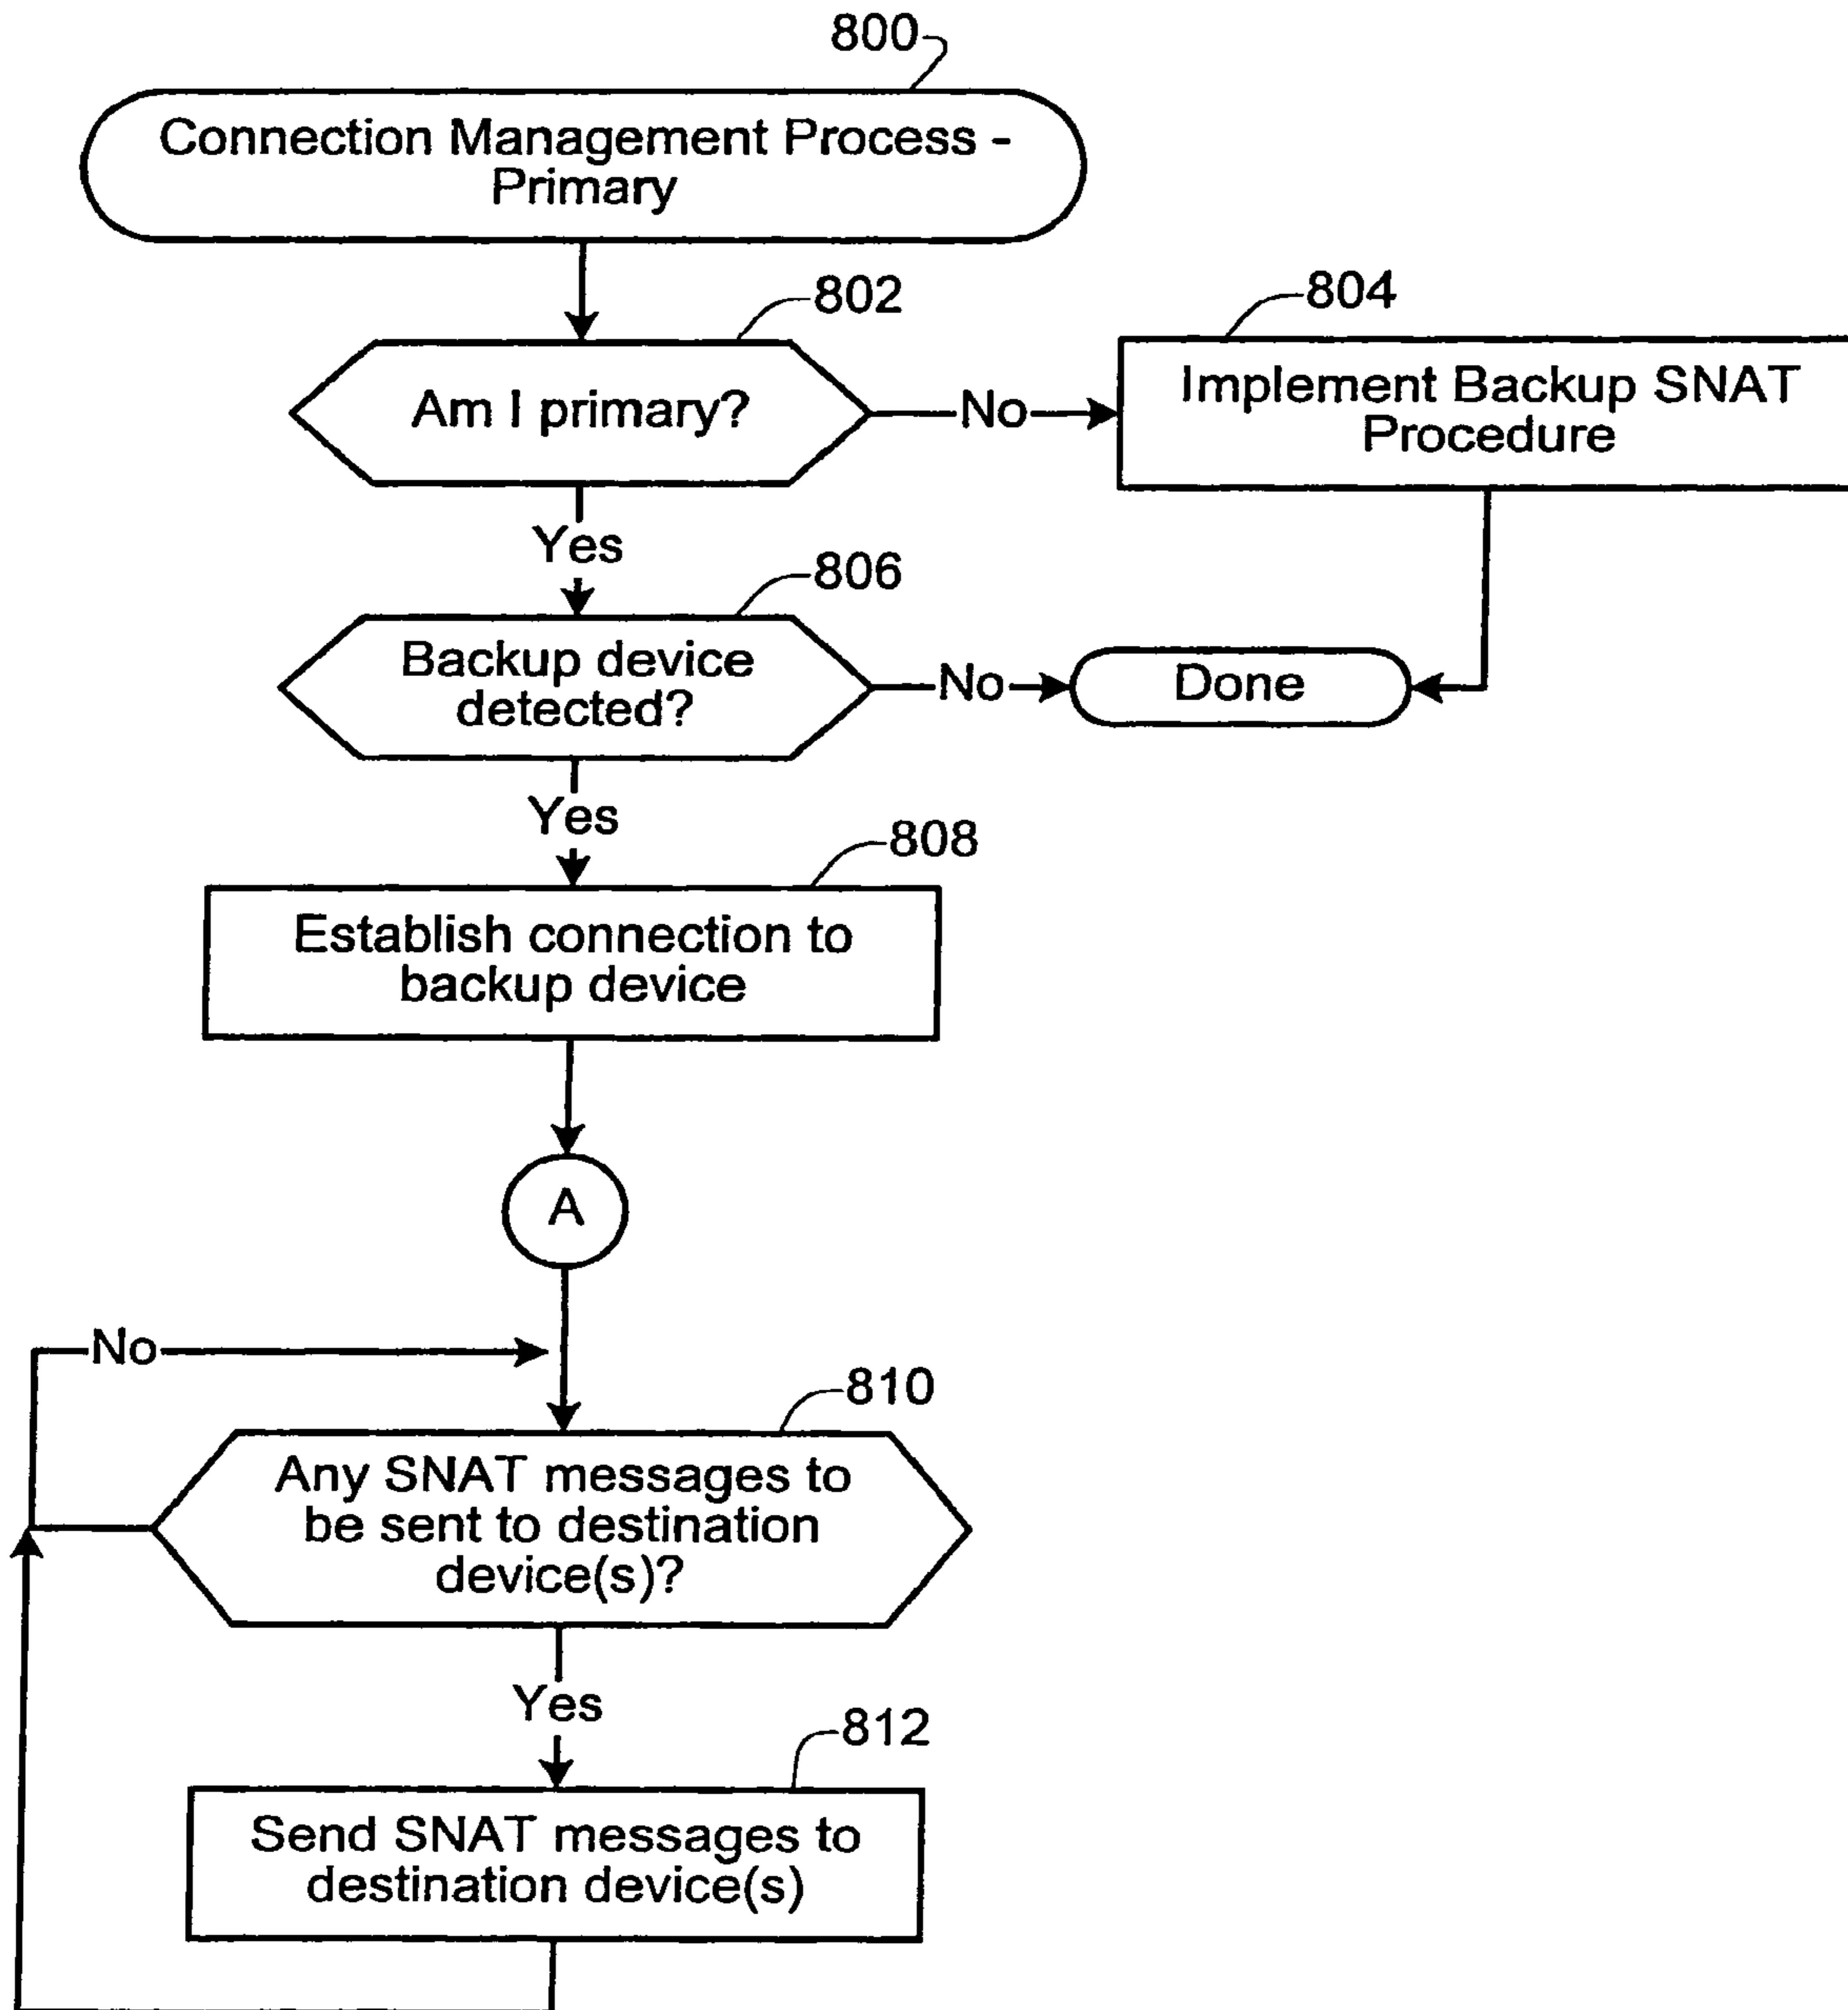 800
Connection Management Process -
Primary
802
Am I primary?
No
804
Implement Backup SNAT
Procedure
Yes
806
Backup device
detected?
No
Done
Yes
808
Establish connection to
backup device
A
No
810
Any SNAT messages to
be sent to destination
device(s)?
Yes
812
Send SNAT messages to
destination device(s)